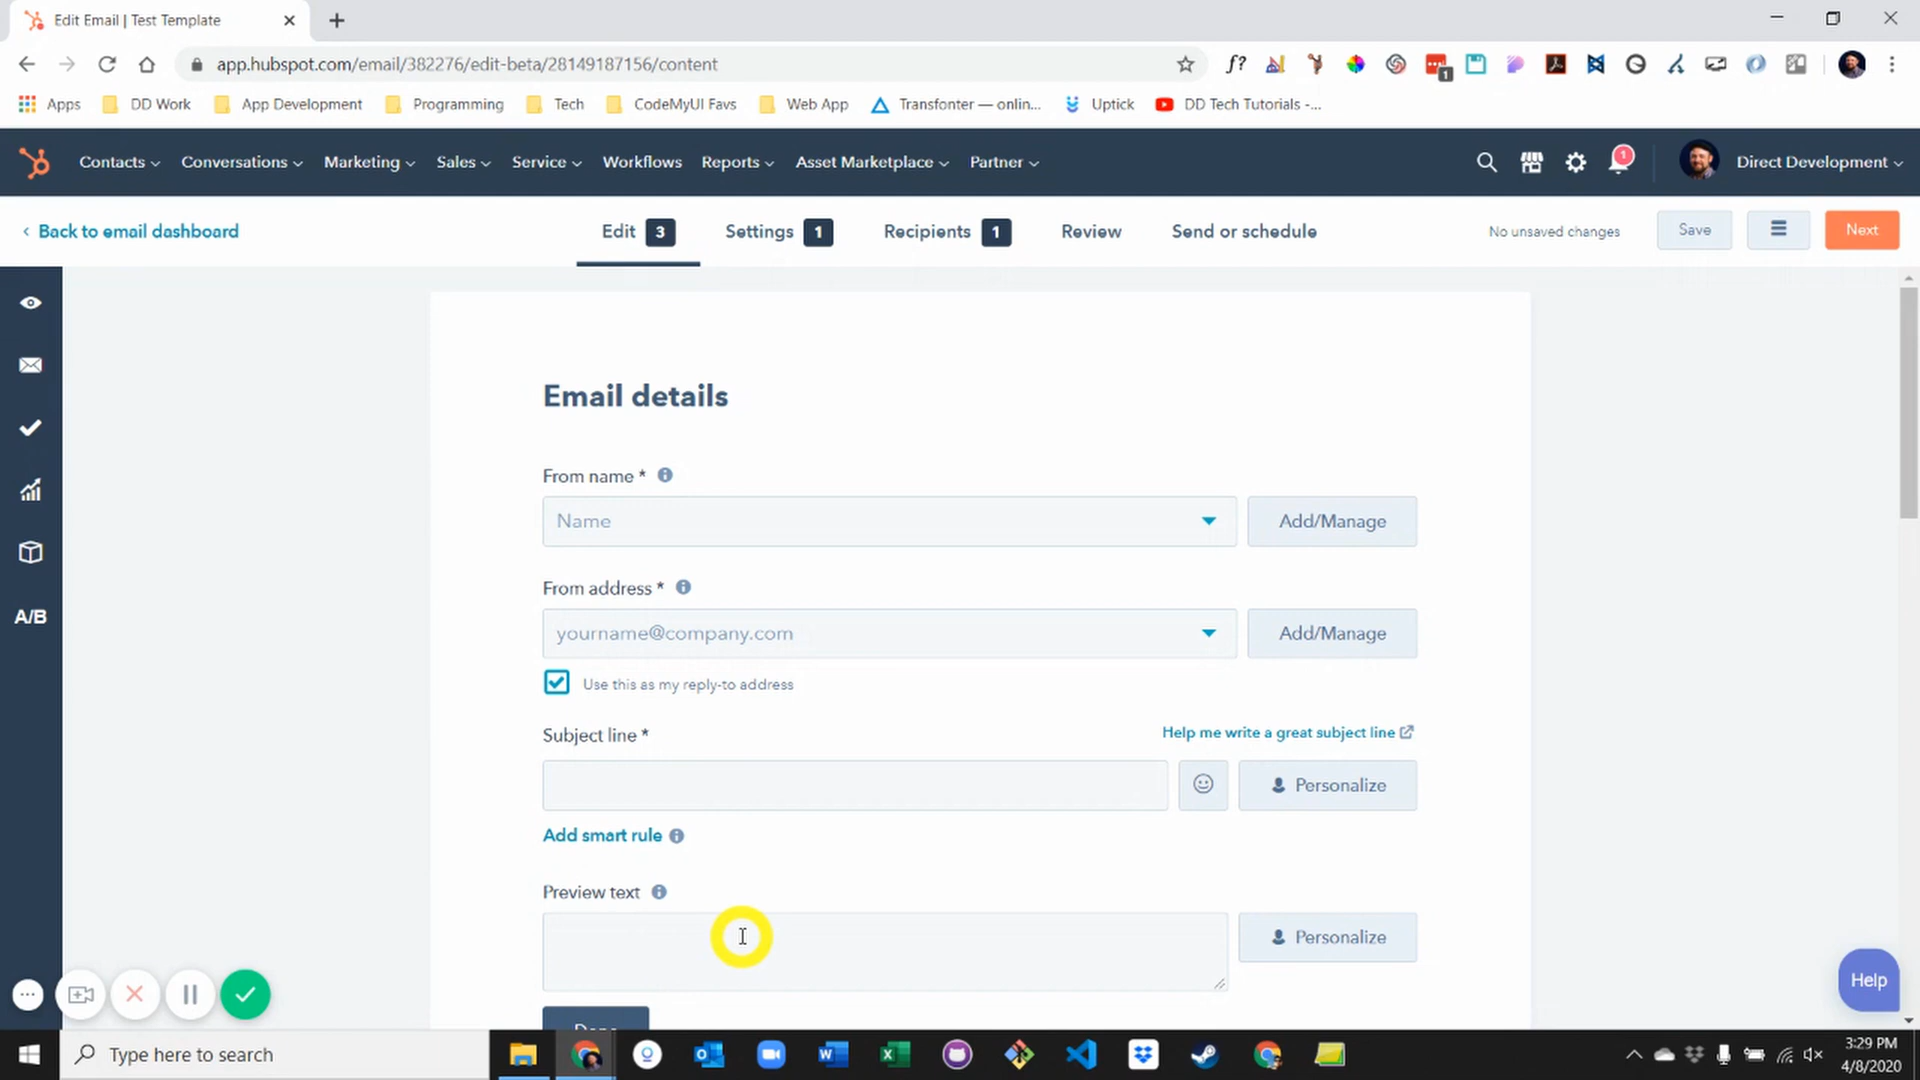 Edit Email | Test Template
app.hubspot.com/email/382276/edit-beta/28149187156/content
f?
1
Apps
DD Work
App Development
Programming
Tech
CodeMyUI Favs
Web App
Transfonter — onlin...
Uptick
DD Tech Tutorials -...
Contacts
Conversations
Marketing
Sales
Service
Workflows
Reports
Asset Marketplace
Partner
1
Direct Development
Back to email dashboard
Edit 3
Settings 1
Recipients 1
Review
Send or schedule
No unsaved changes
Save
Next
A/B
Email details
From name *
Name
Add/Manage
From address *
yourname@company.com
Add/Manage
Use this as my reply-to address
Subject line *
Help me write a great subject line
Personalize
Add smart rule
Preview text
Personalize
Done
Help
Type here to search
3:29 PM
4/8/2020